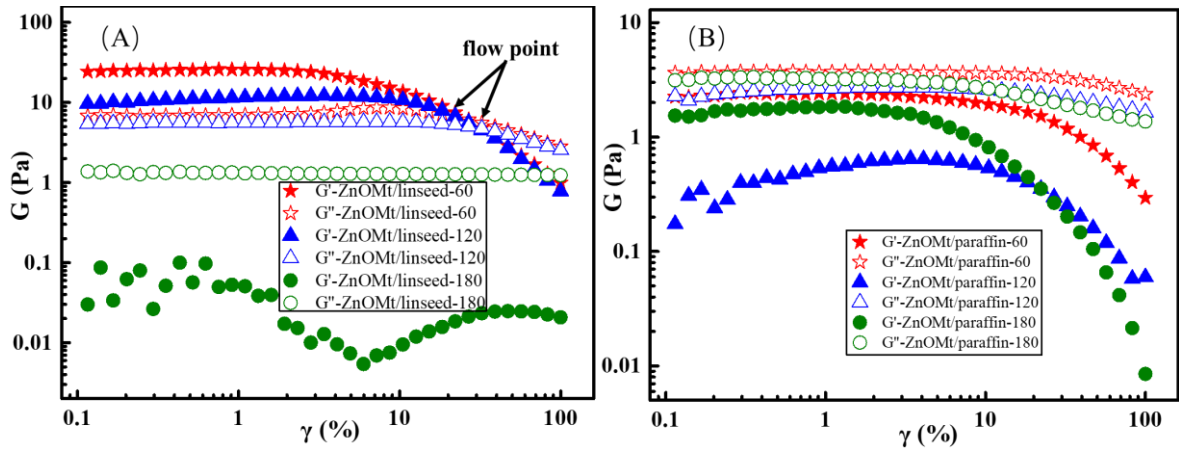 (A)
flow point
G (Pa)
100
10
1
0.1
0.01
G'-ZnOMt/linseed-60
G"-ZnOMt/linseed-60
G'-ZnOMt/linseed-120
G"-ZnOMt/linseed-120
G'-ZnOMt/linseed-180
G"-ZnOMt/linseed-180
0.1 1 10 100
γ (%)
(B)
G (Pa)
10
1
0.1
0.01
G'-ZnOMt/paraffin-60
G"-ZnOMt/paraffin-60
G'-ZnOMt/paraffin-120
G"-ZnOMt/paraffin-120
G'-ZnOMt/paraffin-180
G"-ZnOMt/paraffin-180
0.1 1 10 100
γ (%)